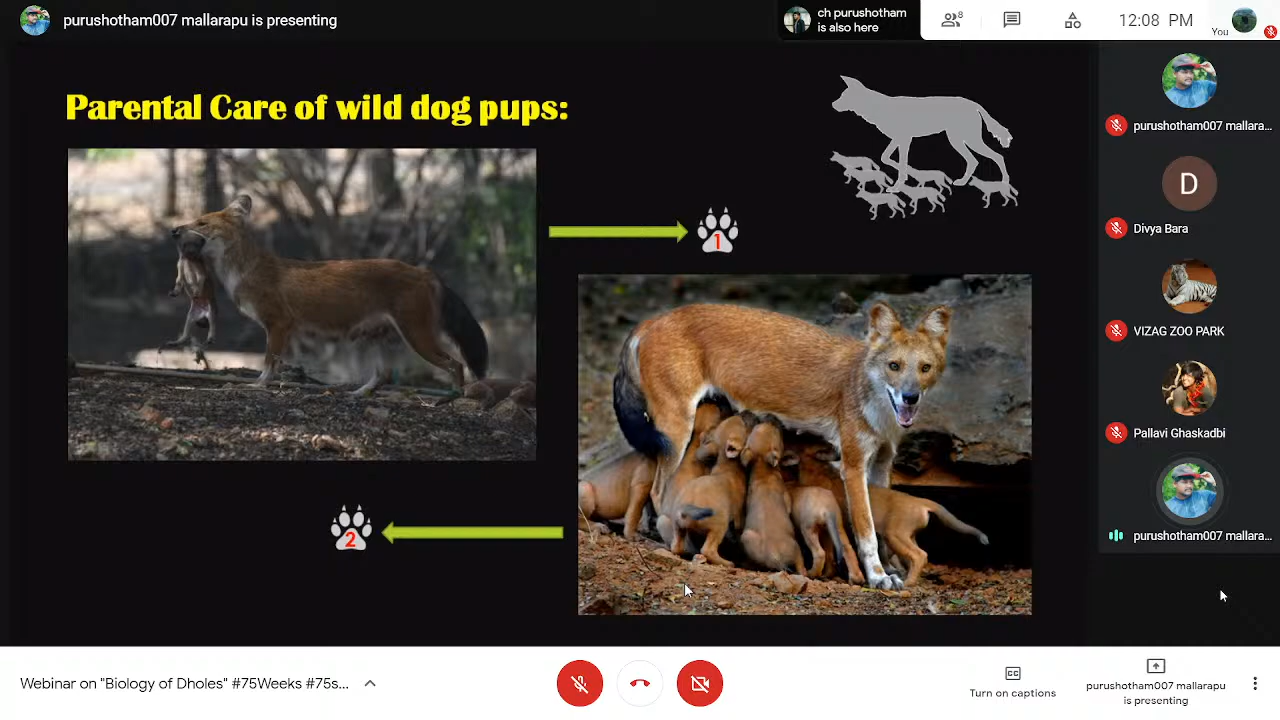 purushotham007 mallarapu is presenting
ch purushotham
is also here
8
12:08 PM
You
Parental Care of wild dog pups:
1
2
purushotham007 mallara...
D
Divya Bara
VIZAG ZOO PARK
Pallavi Ghaskadbi
purushotham007 mallara...
Webinar on "Biology of Dholes" #75Weeks #75s...
CC
Turn on captions
purushotham007 mallarapu
is presenting